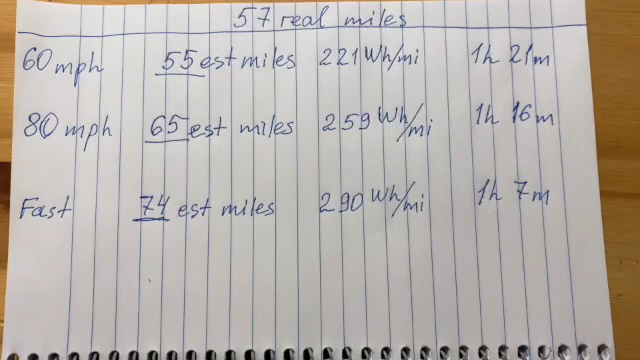 57 real miles
60 mph 55 est miles 221 Wh/mi 1h 21m
80 mph 65 est miles 259 Wh/mi 1h 16m
Fast 74 est miles 290 Wh/mi 1h 7m